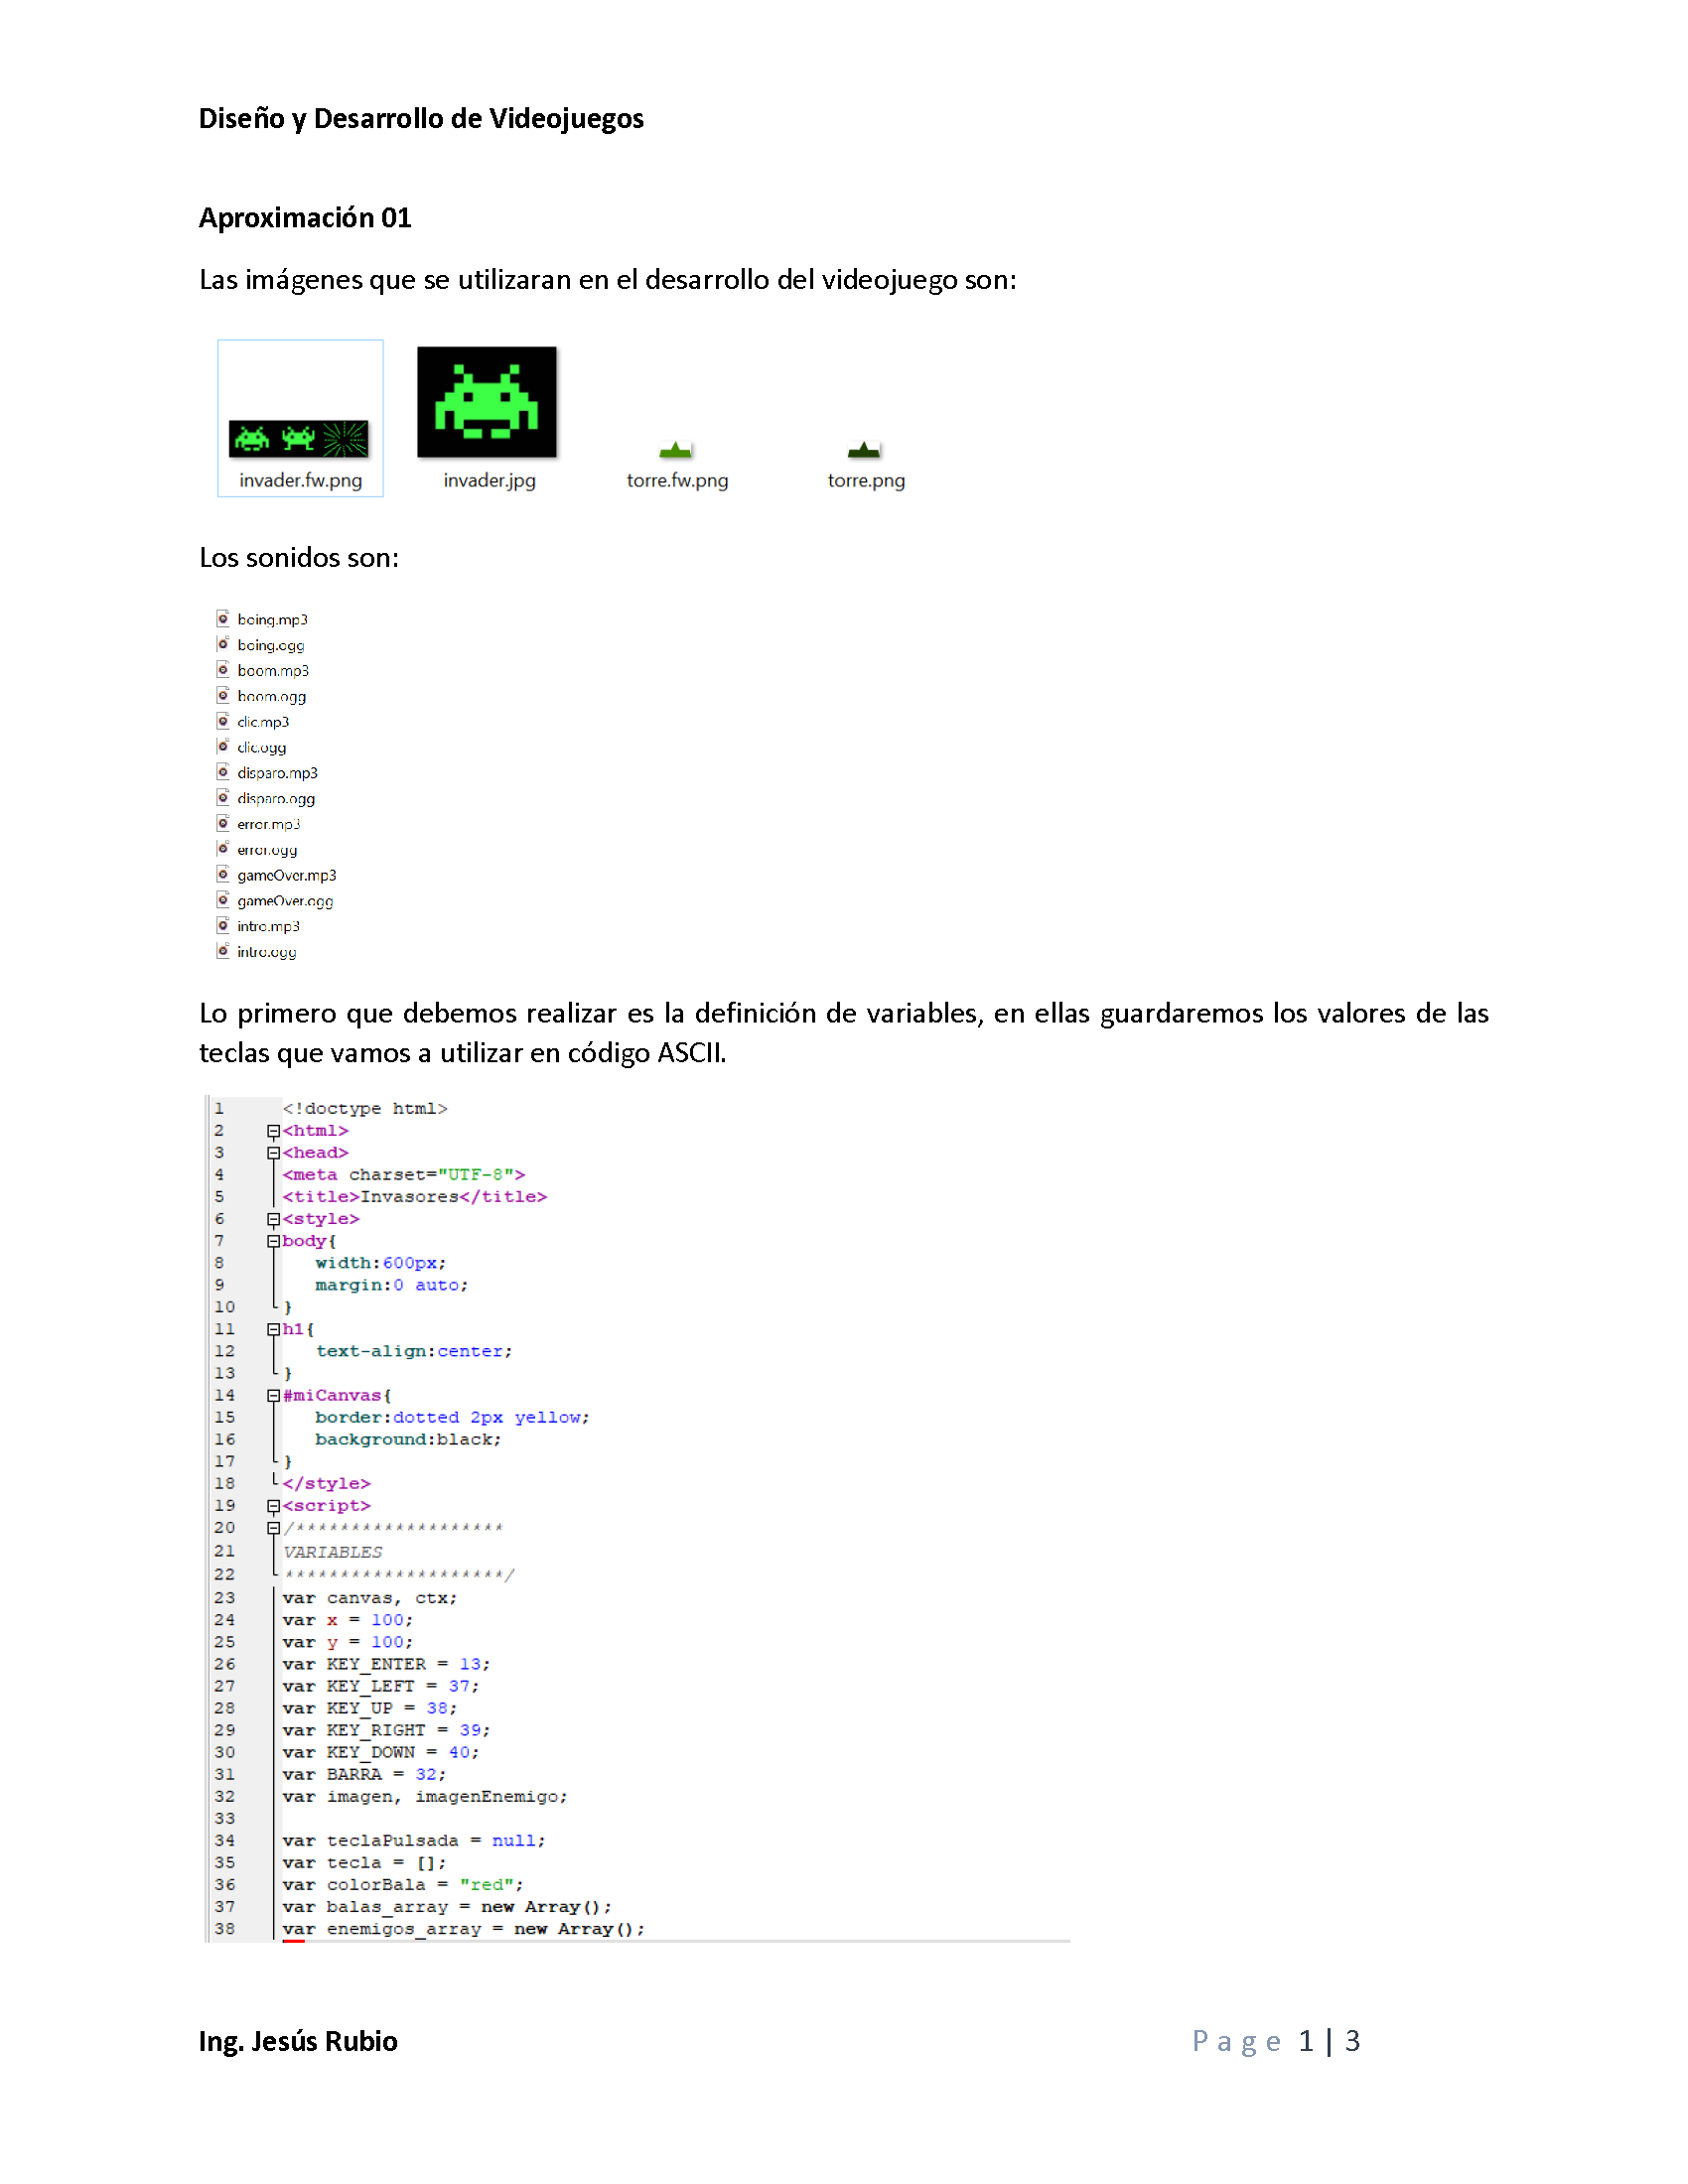 Diseño y Desarrollo de Videojuegos
Aproximación 01
Las imágenes que se utilizaran en el desarrollo del videojuego son:
invader.fw.png invader.jpg torre.fw.png torre.png
Los sonidos son:
boing.mp3
boing.ogg
boom.mp3
boom.ogg
clic.mp3
clic.ogg
disparo.mp3
disparo.ogg
error.mp3
error.ogg
gameOver.mp3
gameOver.ogg
intro.mp3
intro.ogg
Lo primero que debemos realizar es la definición de variables, en ellas guardaremos los valores de las
teclas que vamos a utilizar en código ASCII.
1 <!doctype html>
2 <html>
3 <head>
4 <meta charset="UTF-8">
5 <title>Invasores</title>
6 <style>
7 body{
8 width:600px;
9 margin:0 auto;
10 }
11 h1{
12 text-align:center;
13 }
14 #miCanvas{
15 border:dotted 2px yellow;
16 background:black;
17 }
18 </style>
19 <script>
20 /*******************
21 VARIABLES
22 ********************/
23 var canvas, ctx;
24 var x = 100;
25 var y = 100;
26 var KEY_ENTER = 13;
27 var KEY_LEFT = 37;
28 var KEY_UP = 38;
29 var KEY_RIGHT = 39;
30 var KEY_DOWN = 40;
31 var BARRA = 32;
32 var imagen, imagenEnemigo;
33
34 var teclaPulsada = null;
35 var tecla = [];
36 var colorBala = "red";
37 var balas_array = new Array();
38 var enemigos_array = new Array();
Ing. Jesús Rubio Page 1 | 3